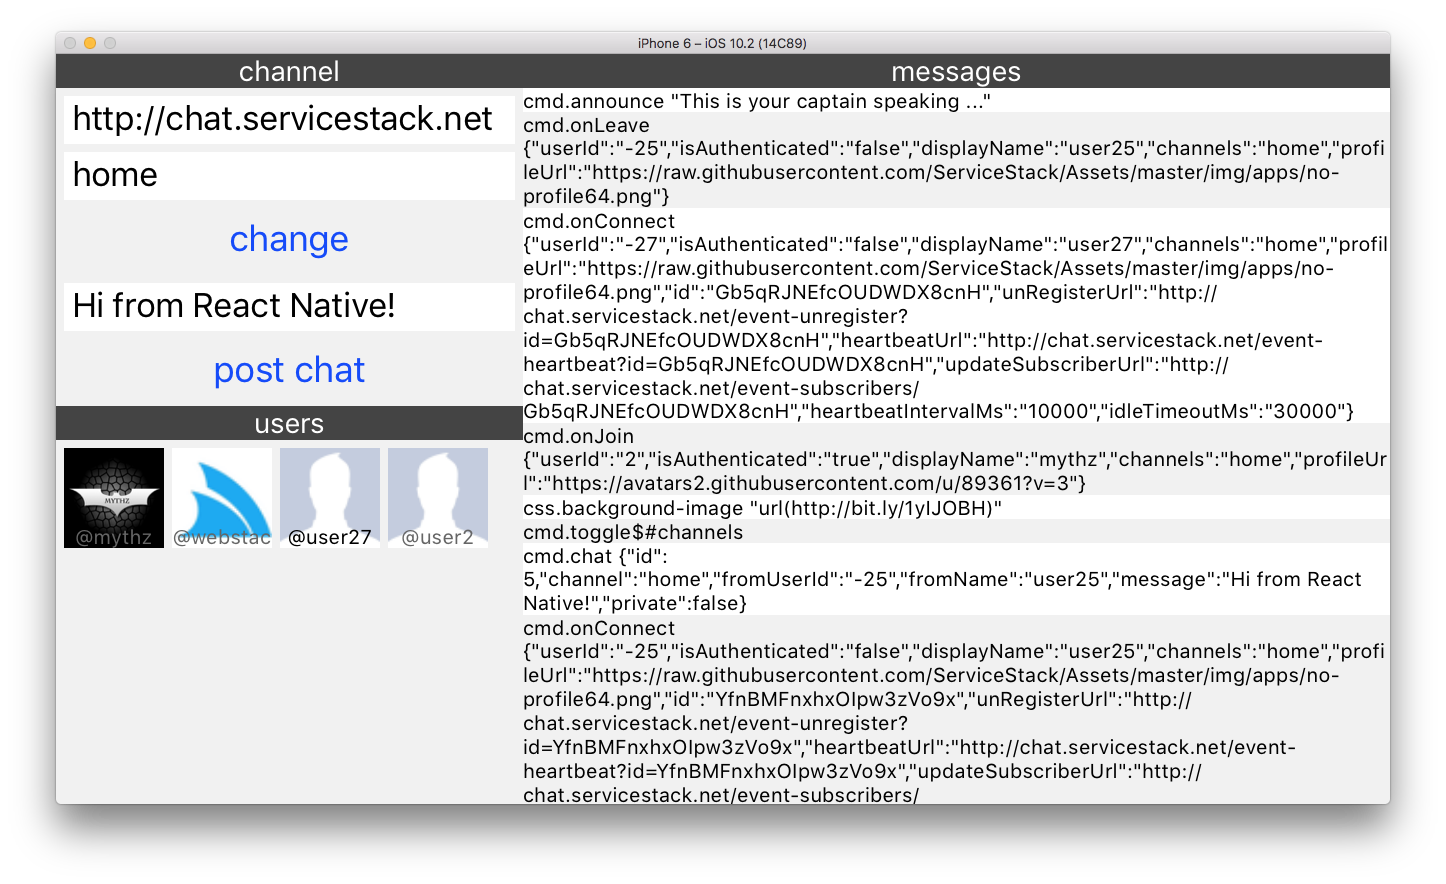 iPhone 6 – iOS 10.2 (14C89)
channel
http://chat.servicestack.net
home
change
Hi from React Native!
post chat
users
MYTHZ
@mythz
@webstac
@user27
@user2
messages
cmd.announce "This is your captain speaking ..."
cmd.onLeave
{"userId":"-25","isAuthenticated":"false","displayName":"user25","channels":"home","profi
leUrl":"https://raw.githubusercontent.com/ServiceStack/Assets/master/img/apps/no-
profile64.png"}
cmd.onConnect
{"userId":"-27","isAuthenticated":"false","displayName":"user27","channels":"home","profil
eUrl":"https://raw.githubusercontent.com/ServiceStack/Assets/master/img/apps/no-
profile64.png","id":"Gb5qRJNEfcOUDWDX8cnH","unRegisterUrl":"http://
chat.servicestack.net/event-unregister?
id=Gb5qRJNEfcOUDWDX8cnH","heartbeatUrl":"http://chat.servicestack.net/event-
heartbeat?id=Gb5qRJNEfcOUDWDX8cnH","updateSubscriberUrl":"http://
chat.servicestack.net/event-subscribers/
Gb5qRJNEfcOUDWDX8cnH","heartbeatIntervalMs":"10000","idleTimeoutMs":"30000"}
cmd.onJoin
{"userId":"2","isAuthenticated":"true","displayName":"mythz","channels":"home","profileUr
l":"https://avatars2.githubusercontent.com/u/89361?v=3"}
css.background-image "url(http://bit.ly/1yIJOBH)"
cmd.toggle$#channels
cmd.chat {"id":
5,"channel":"home","fromUserId":"-25","fromName":"user25","message":"Hi from React
Native!","private":false}
cmd.onConnect
{"userId":"-25","isAuthenticated":"false","displayName":"user25","channels":"home","profi
leUrl":"https://raw.githubusercontent.com/ServiceStack/Assets/master/img/apps/no-
profile64.png","id":"YfnBMFnxhxOIpw3zVo9x","unRegisterUrl":"http://
chat.servicestack.net/event-unregister?
id=YfnBMFnxhxOIpw3zVo9x","heartbeatUrl":"http://chat.servicestack.net/event-
heartbeat?id=YfnBMFnxhxOIpw3zVo9x","updateSubscriberUrl":"http://
chat.servicestack.net/event-subscribers/